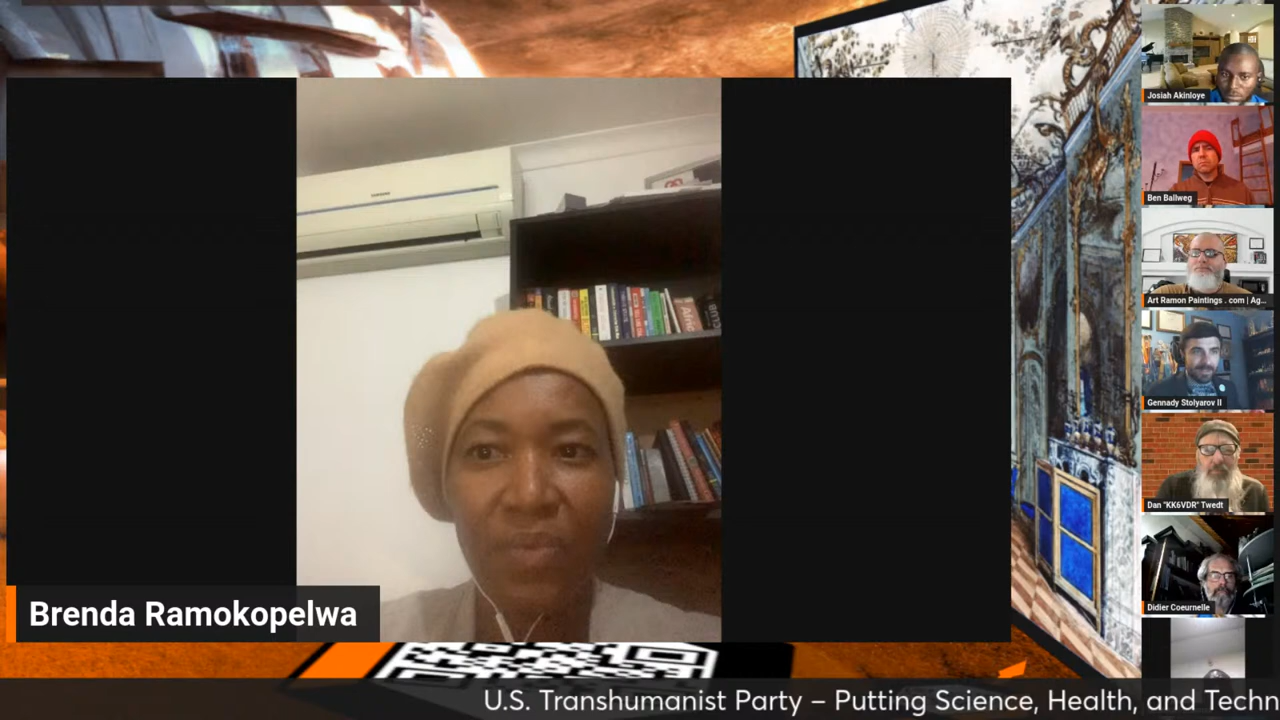 Brenda Ramokopelwa
Josiah Akinloye
Ben Ballweg
Art Ramon Paintings . com | Ag...
Gennady Stolyarov II
Dan "KK6VDR" Twedt
Didier Coeurnelle
U.S. Transhumanist Party – Putting Science, Health, and Techn